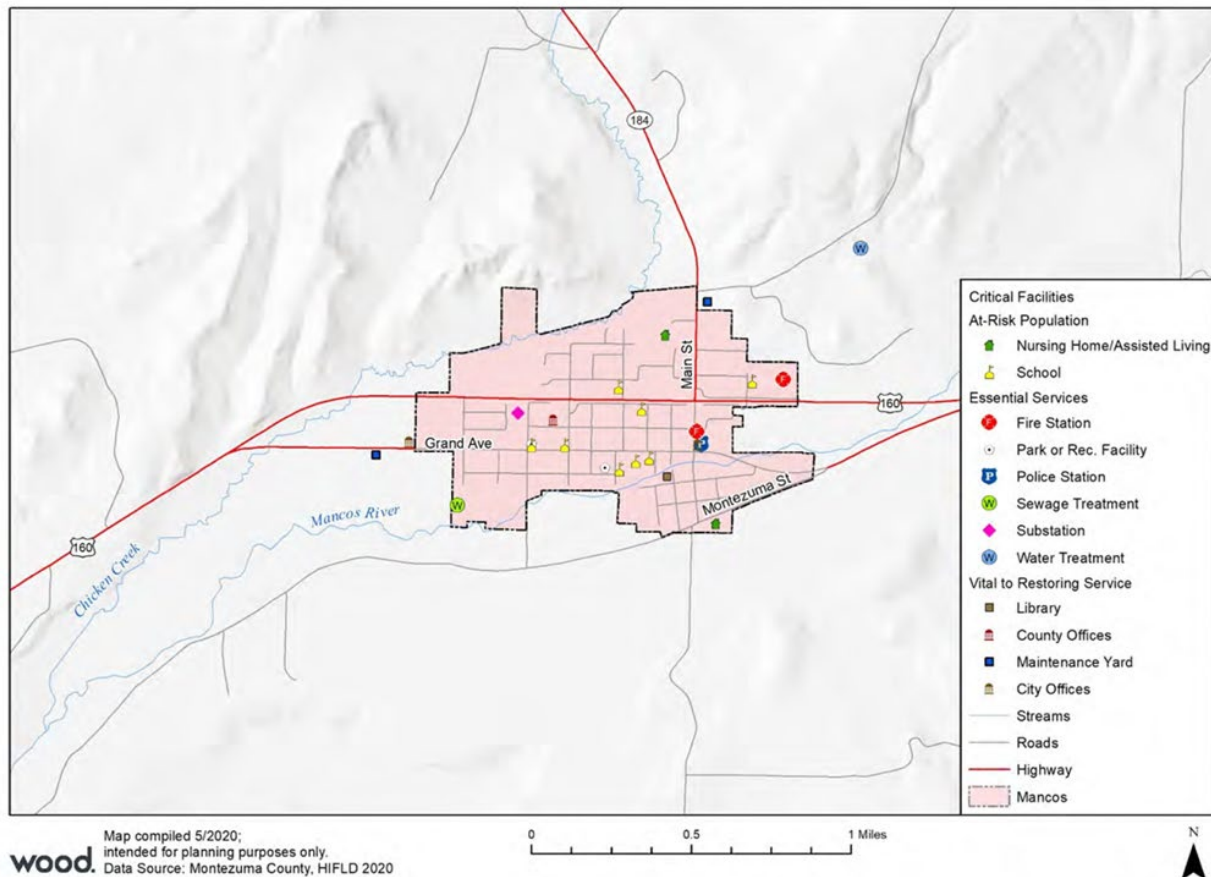 184
Main St
160
Grand Ave
Montezuma St
Mancos River
Chicken Creek
160
W
W
F
F
P
Critical Facilities
At-Risk Population
Nursing Home/Assisted Living
School
Essential Services
F Fire Station
Park or Rec. Facility
P Police Station
W Sewage Treatment
Substation
W Water Treatment
Vital to Restoring Service
Library
County Offices
Maintenance Yard
City Offices
Streams
Roads
Highway
Mancos
wood.
Map compiled 5/2020;
intended for planning purposes only.
Data Source: Montezuma County, HIFLD 2020
0 0.5 1 Miles
N